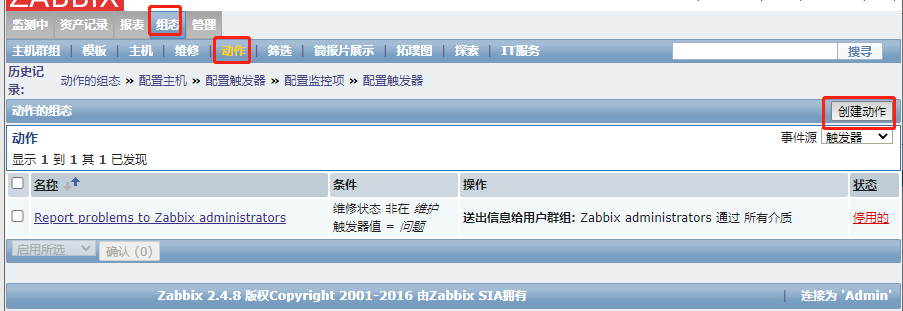 ZABBIX
监测中 资产记录 报表 组态 管理
主机群组 | 模板 | 主机 | 维修 | 动作 | 筛选 | 简报片展示 | 拓墣图 | 探索 | IT服务 搜寻
历史记录: 动作的组态 » 配置主机 » 配置触发器 » 配置监控项 » 配置触发器
动作的组态 创建动作
动作 事件源 触发器
显示 1 到 1 其 1 已发现
名称 条件 操作 状态
Report problems to Zabbix administrators 维修状态 非在 维护 送出信息给用户群组: Zabbix administrators 通过 所有介质 停用的
触发器值 = 问题
启用所选 确认 (0)
Zabbix 2.4.8 版权Copyright 2001-2016 由Zabbix SIA拥有 | 连接为 'Admin'